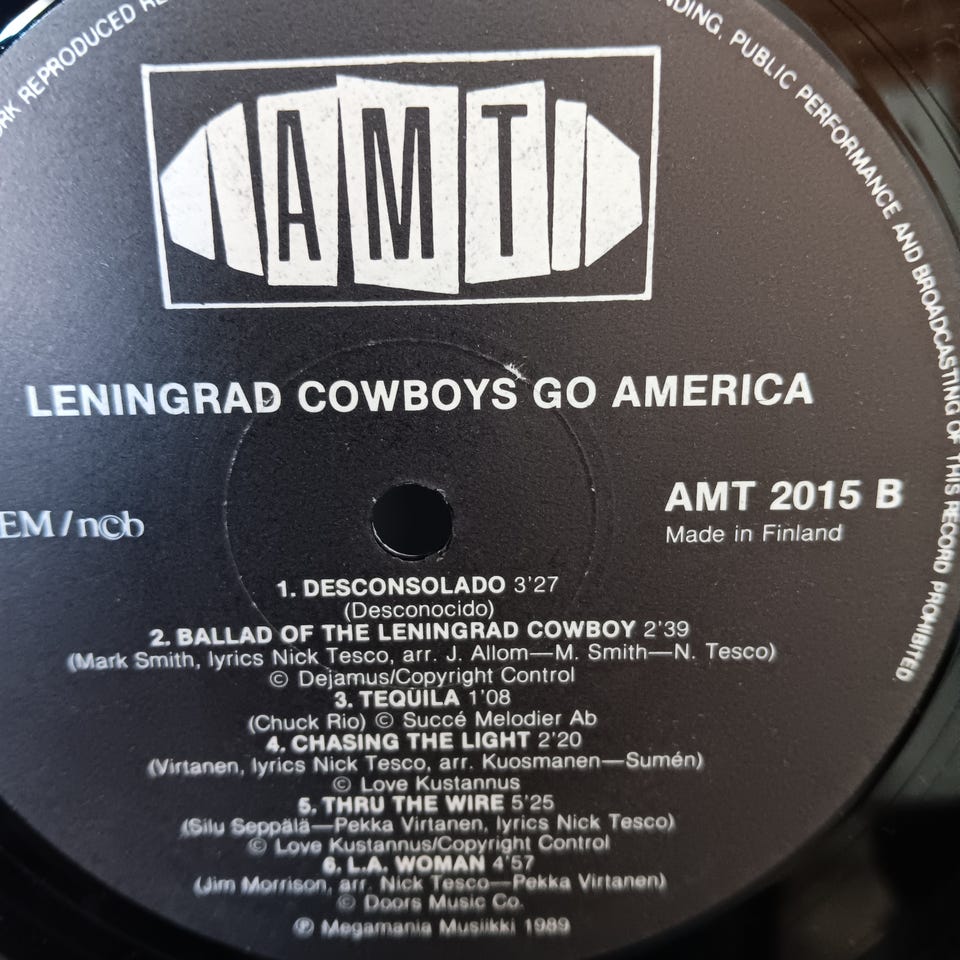 RK REPRODUCED RE
NDING, PUBLIC PERFORMANCE AND BROADCASTING OF THIS RECORD PROHIBITED.
AMT
LENINGRAD COWBOYS GO AMERICA
EM/n©b
AMT 2015 B
Made in Finland
1. DESCONSOLADO 3'27
(Desconocido)
2. BALLAD OF THE LENINGRAD COWBOY 2'39
(Mark Smith, lyrics Nick Tesco, arr. J. Allom—M. Smith—N. Tesco)
© Dejamus/Copyright Control
3. TEQUILA 1'08
(Chuck Rio) © Succé Melodier Ab
4. CHASING THE LIGHT 2'20
(Virtanen, lyrics Nick Tesco, arr. Kuosmanen—Sumén)
© Love Kustannus
5. THRU THE WIRE 5'25
(Silu Seppälä—Pekka Virtanen, lyrics Nick Tesco)
© Love Kustannus/Copyright Control
6. L.A. WOMAN 4'57
(Jim Morrison, arr. Nick Tesco—Pekka Virtanen)
© Doors Music Co.
℗ Megamania Musiikki 1989